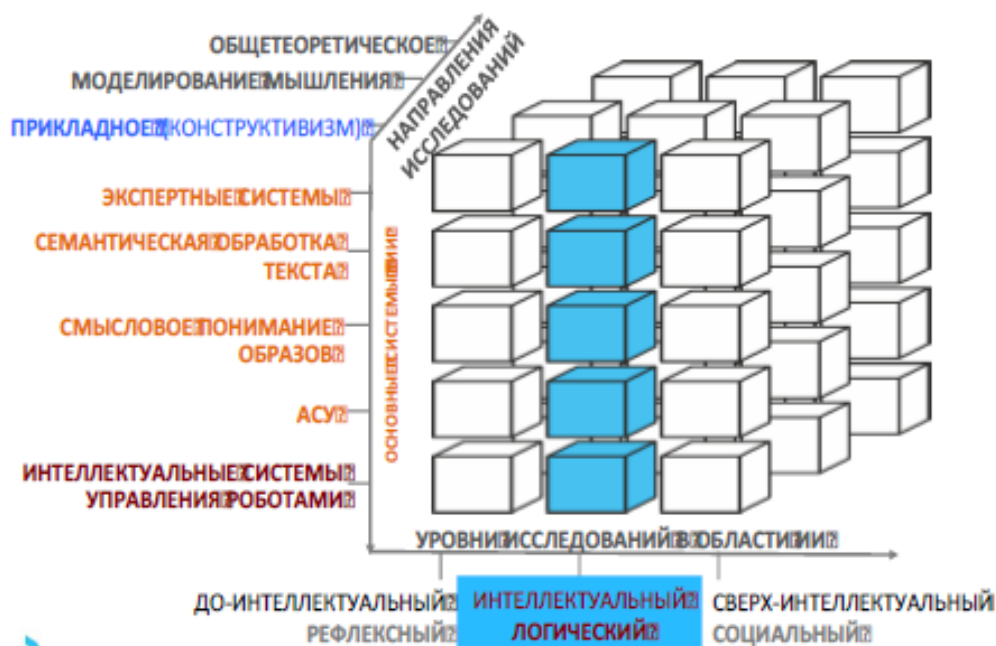 ОБЩЕТЕОРЕТИЧЕСКОЕ
МОДЕЛИРОВАНИЕ МЫШЛЕНИЯ
ПРИКЛАДНОЕ (КОНСТРУКТИВИЗМ)
НАПРАВЛЕНИЯ
ИССЛЕДОВАНИЙ
ЭКСПЕРТНЫЕ СИСТЕМЫ
СЕМАНТИЧЕСКАЯ ОБРАБОТКА
ТЕКСТА
СМЫСЛОВОЕ ПОНИМАНИЕ
ОБРАЗОВ
АСУ
ИНТЕЛЛЕКТУАЛЬНЫЕ СИСТЕМЫ
УПРАВЛЕНИЯ РОБОТАМИ
ОСНОВНЫЕ СИСТЕМЫ ИИ
УРОВНИ ИССЛЕДОВАНИЙ В ОБЛАСТИ ИИ
ДО-ИНТЕЛЛЕКТУАЛЬНЫЙ
РЕФЛЕКСНЫЙ
ИНТЕЛЛЕКТУАЛЬНЫЙ
ЛОГИЧЕСКИЙ
СВЕРХ-ИНТЕЛЛЕКТУАЛЬНЫЙ
СОЦИАЛЬНЫЙ